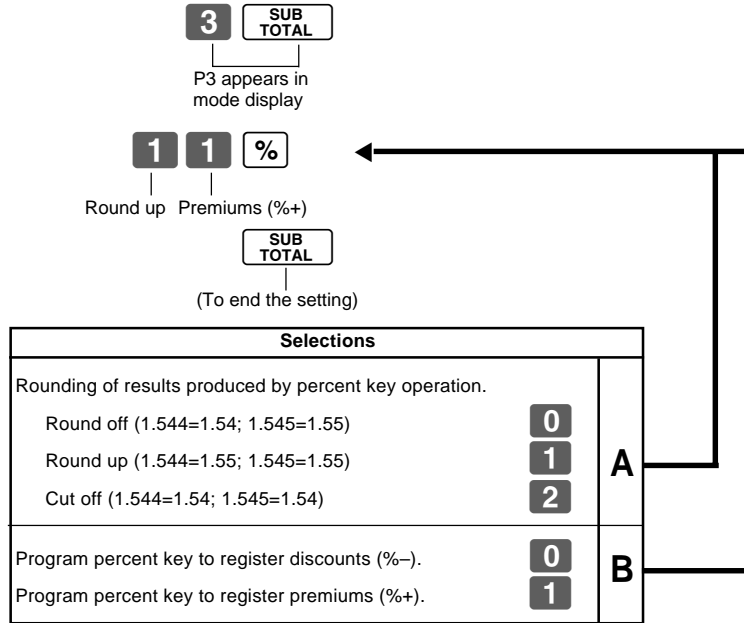 3 SUB TOTAL
P3 appears in
mode display
1 1 %
Round up Premiums (%+)
SUB TOTAL
(To end the setting)
Selections
Rounding of results produced by percent key operation.
Round off (1.544=1.54; 1.545=1.55) 0
Round up (1.544=1.55; 1.545=1.55) 1
Cut off (1.544=1.54; 1.545=1.54) 2
A
Program percent key to register discounts (%–). 0
Program percent key to register premiums (%+). 1
B